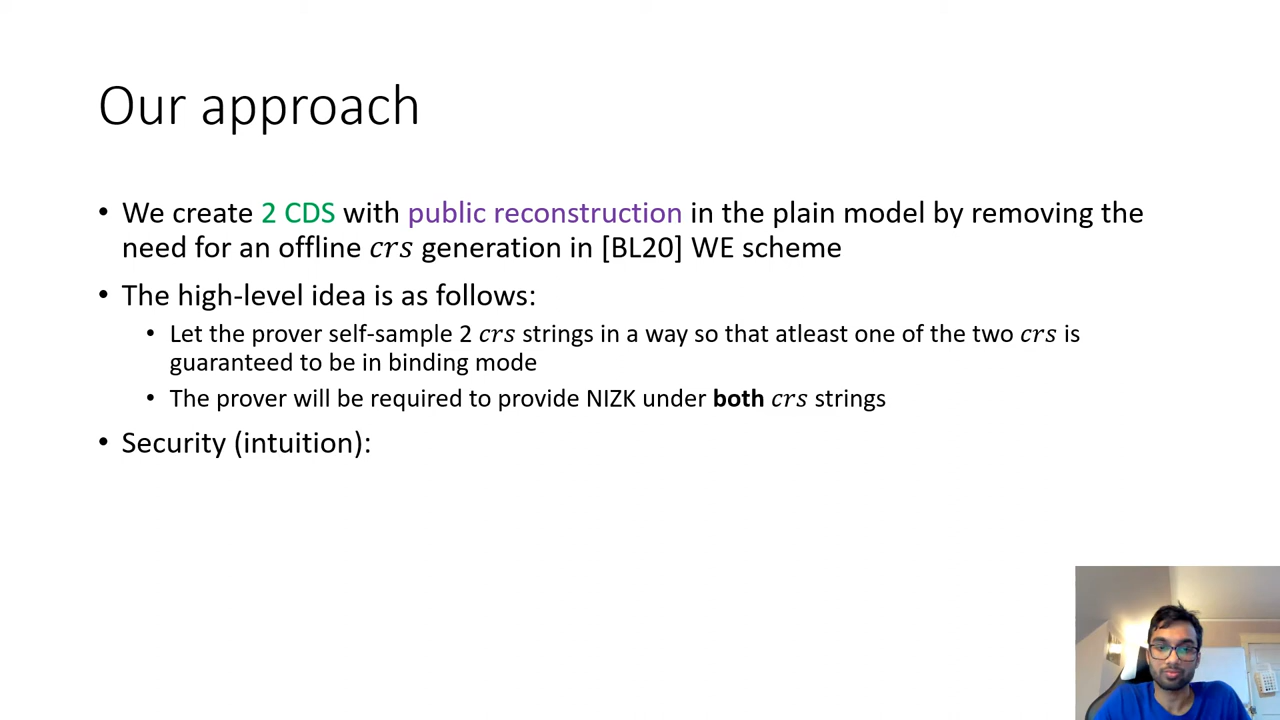 Our approach
• We create 2 CDS with public reconstruction in the plain model by removing the
need for an offline crs generation in [BL20] WE scheme
• The high-level idea is as follows:
• Let the prover self-sample 2 crs strings in a way so that atleast one of the two crs is
guaranteed to be in binding mode
• The prover will be required to provide NIZK under both crs strings
• Security (intuition):